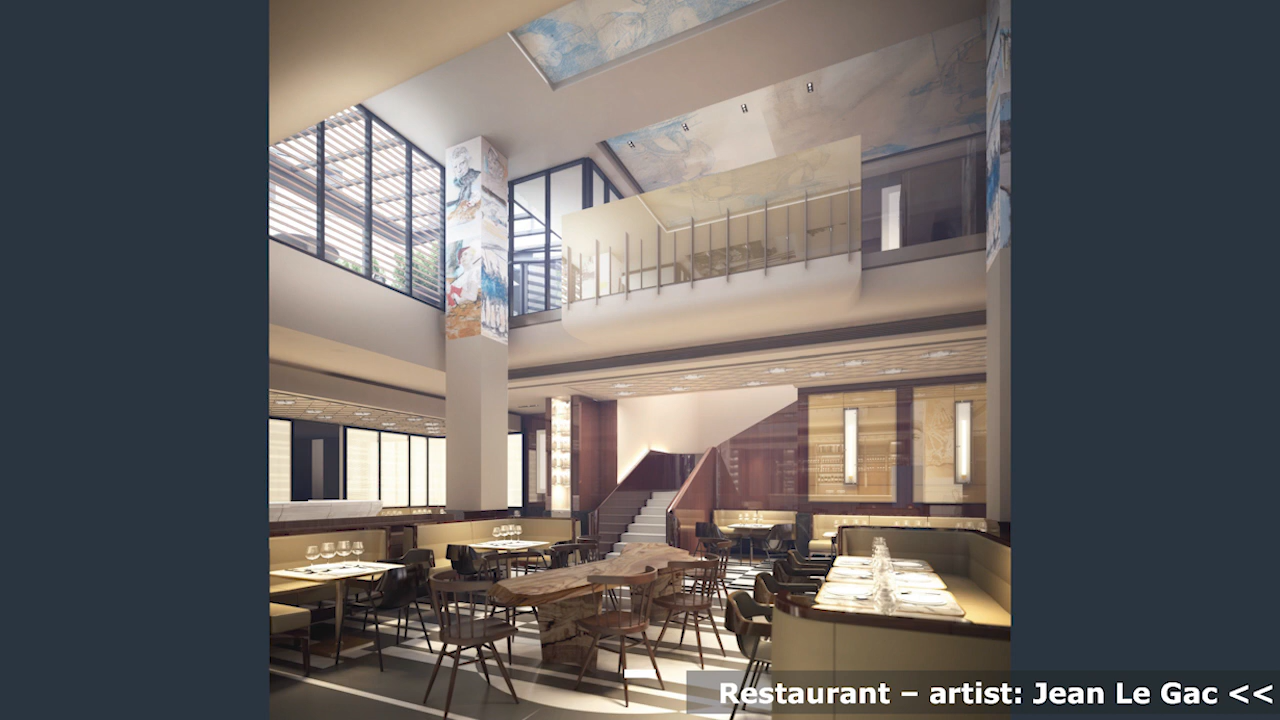 Restaurant – artist: Jean Le Gac <<